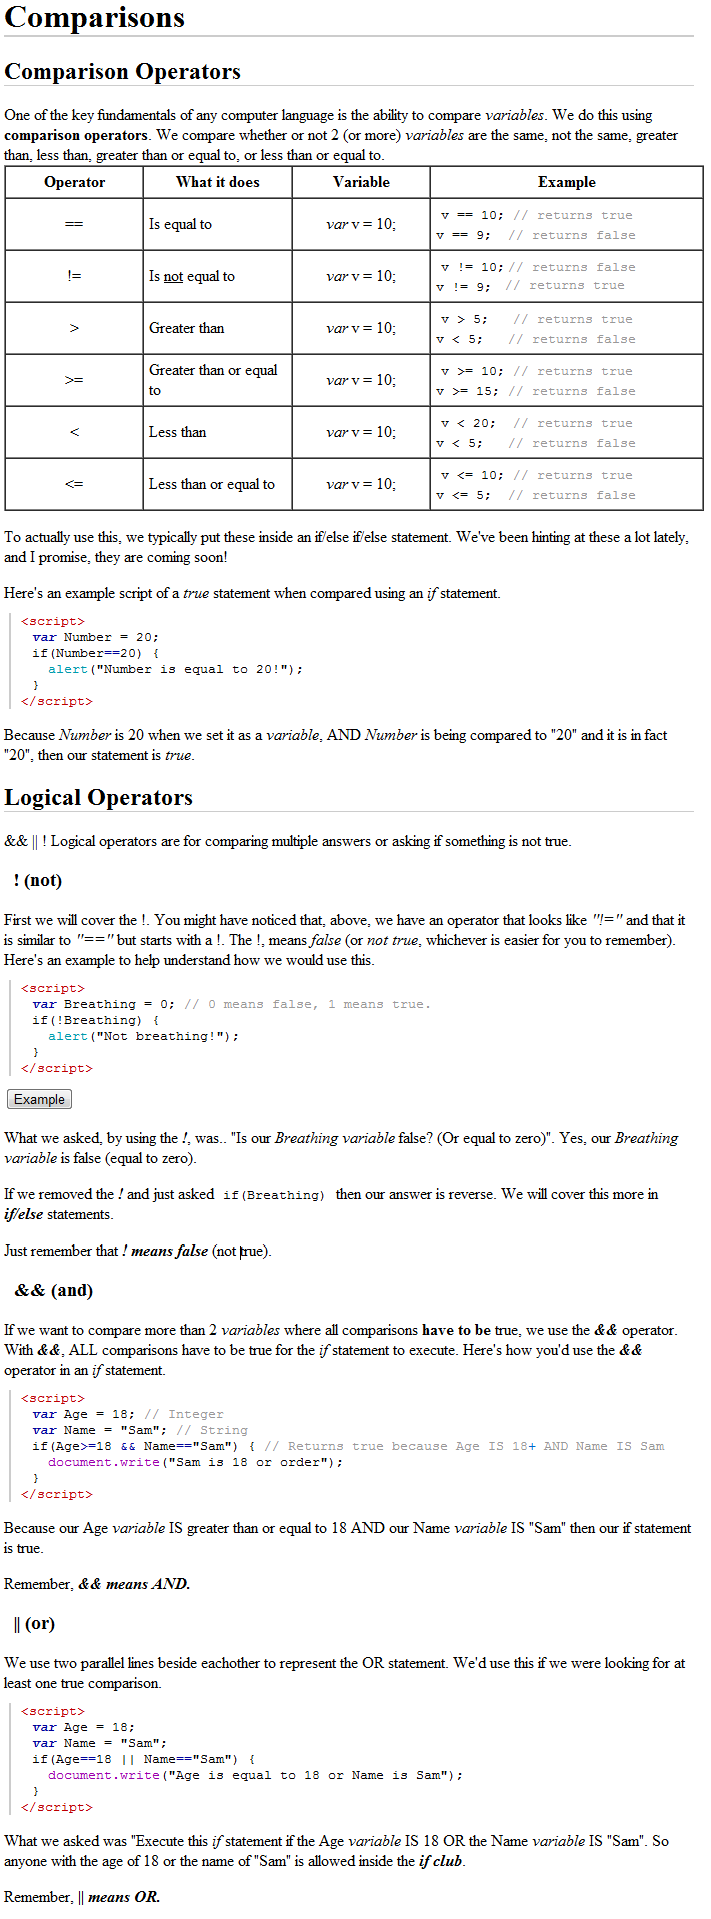 Comparisons
Comparison Operators
One of the key fundamentals of any computer language is the ability to compare variables. We do this using
comparison operators. We compare whether or not 2 (or more) variables are the same, not the same, greater
than, less than, greater than or equal to, or less than or equal to.
Operator What it does Variable Example
== Is equal to var v = 10; v == 10; // returns true
v == 9; // returns false
!= Is not equal to var v = 10; v != 10; // returns false
v != 9; // returns true
> Greater than var v = 10; v > 5; // returns true
v < 5; // returns false
>= Greater than or equal to var v = 10; v >= 10; // returns true
v >= 15; // returns false
< Less than var v = 10; v < 20; // returns true
v < 5; // returns false
<= Less than or equal to var v = 10; v <= 10; // returns true
v <= 5; // returns false
To actually use this, we typically put these inside an if/else if/else statement. We've been hinting at these a lot lately,
and I promise, they are coming soon!
Here's an example script of a true statement when compared using an if statement.
<script>
var Number = 20;
if(Number==20) {
alert("Number is equal to 20!");
}
</script>
Because Number is 20 when we set it as a variable, AND Number is being compared to "20" and it is in fact
"20", then our statement is true.
Logical Operators
&& || ! Logical operators are for comparing multiple answers or asking if something is not true.
! (not)
First we will cover the !. You might have noticed that, above, we have an operator that looks like "!=" and that it
is similar to "==" but starts with a !. The !, means false (or not true, whichever is easier for you to remember).
Here's an example to help understand how we would use this.
<script>
var Breathing = 0; // 0 means false, 1 means true.
if(!Breathing) {
alert("Not breathing!");
}
</script>
Example
What we asked, by using the !, was.. "Is our Breathing variable false? (Or equal to zero)". Yes, our Breathing
variable is false (equal to zero).
If we removed the ! and just asked if(Breathing) then our answer is reverse. We will cover this more in
if/else statements.
Just remember that ! means false (not true).
&& (and)
If we want to compare more than 2 variables where all comparisons have to be true, we use the && operator.
With &&, ALL comparisons have to be true for the if statement to execute. Here's how you'd use the &&
operator in an if statement.
<script>
var Age = 18; // Integer
var Name = "Sam"; // String
if(Age>=18 && Name=="Sam") { // Returns true because Age IS 18+ AND Name IS Sam
document.write("Sam is 18 or order");
}
</script>
Because our Age variable IS greater than or equal to 18 AND our Name variable IS "Sam" then our if statement
is true.
Remember, && means AND.
|| (or)
We use two parallel lines beside eachother to represent the OR statement. We'd use this if we were looking for at
least one true comparison.
<script>
var Age = 18;
var Name = "Sam";
if(Age==18 || Name=="Sam") {
document.write("Age is equal to 18 or Name is Sam");
}
</script>
What we asked was "Execute this if statement if the Age variable IS 18 OR the Name variable IS "Sam". So
anyone with the age of 18 or the name of "Sam" is allowed inside the if club.
Remember, || means OR.